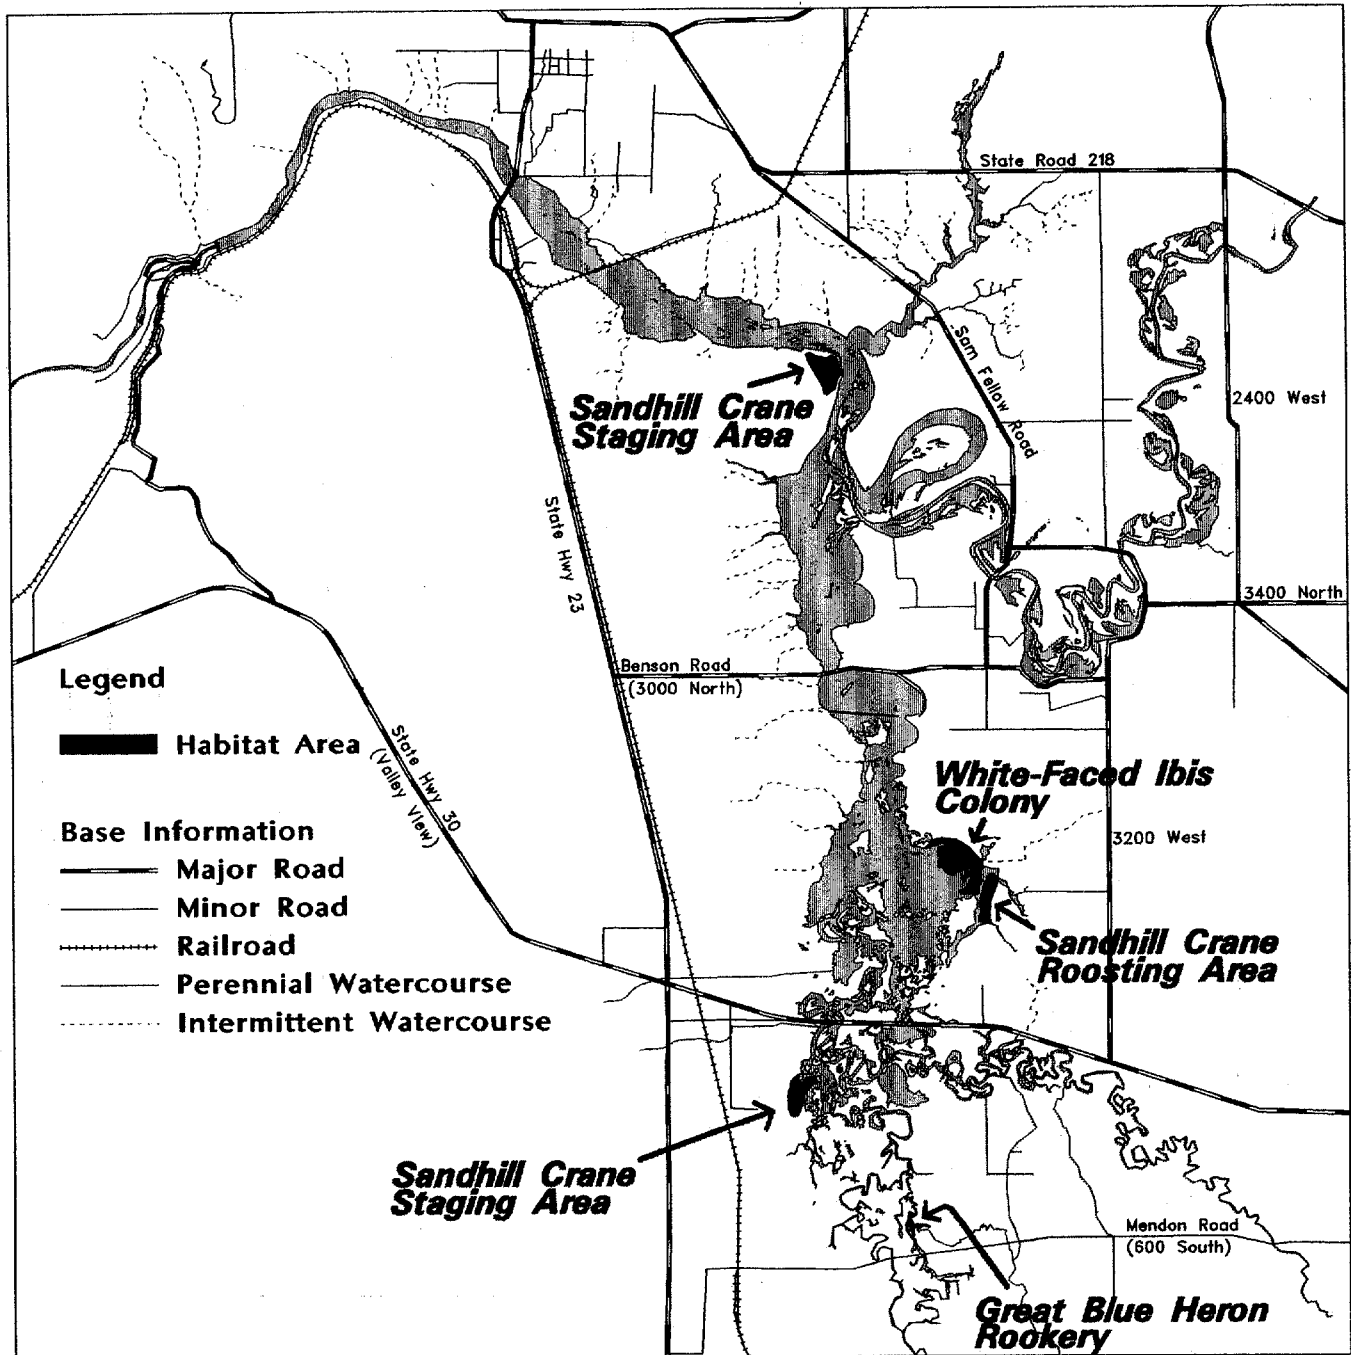 State Road 218
Sam Fellow Road
2400 West
Sandhill Crane
Staging Area
State Hwy 23
3400 North
Benson Road
(3000 North)
Legend
Habitat Area
State Hwy 30
(Valley View)
White-Faced Ibis
Colony
Base Information
3200 West
Major Road
Minor Road
Railroad
Sandhill Crane
Roosting Area
Perennial Watercourse
Intermittent Watercourse
Sandhill Crane
Staging Area
Mendon Road
(600 South)
Great Blue Heron
Rookery